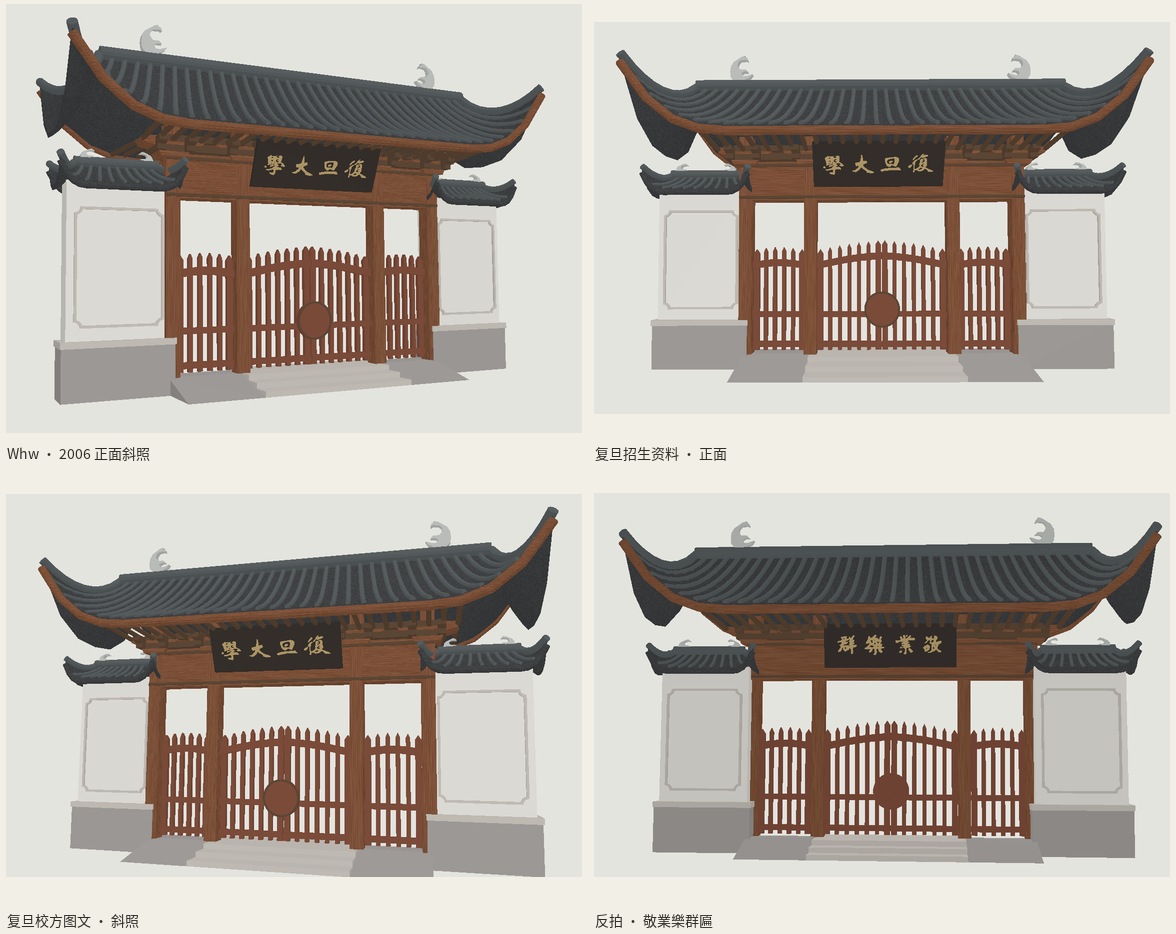 復旦大學
復旦大學
Whw · 2006 正面斜照
复旦招生资料 · 正面
復旦大學
敬業樂群
复旦校方图文 · 斜照
反拍 · 敬業樂群匾